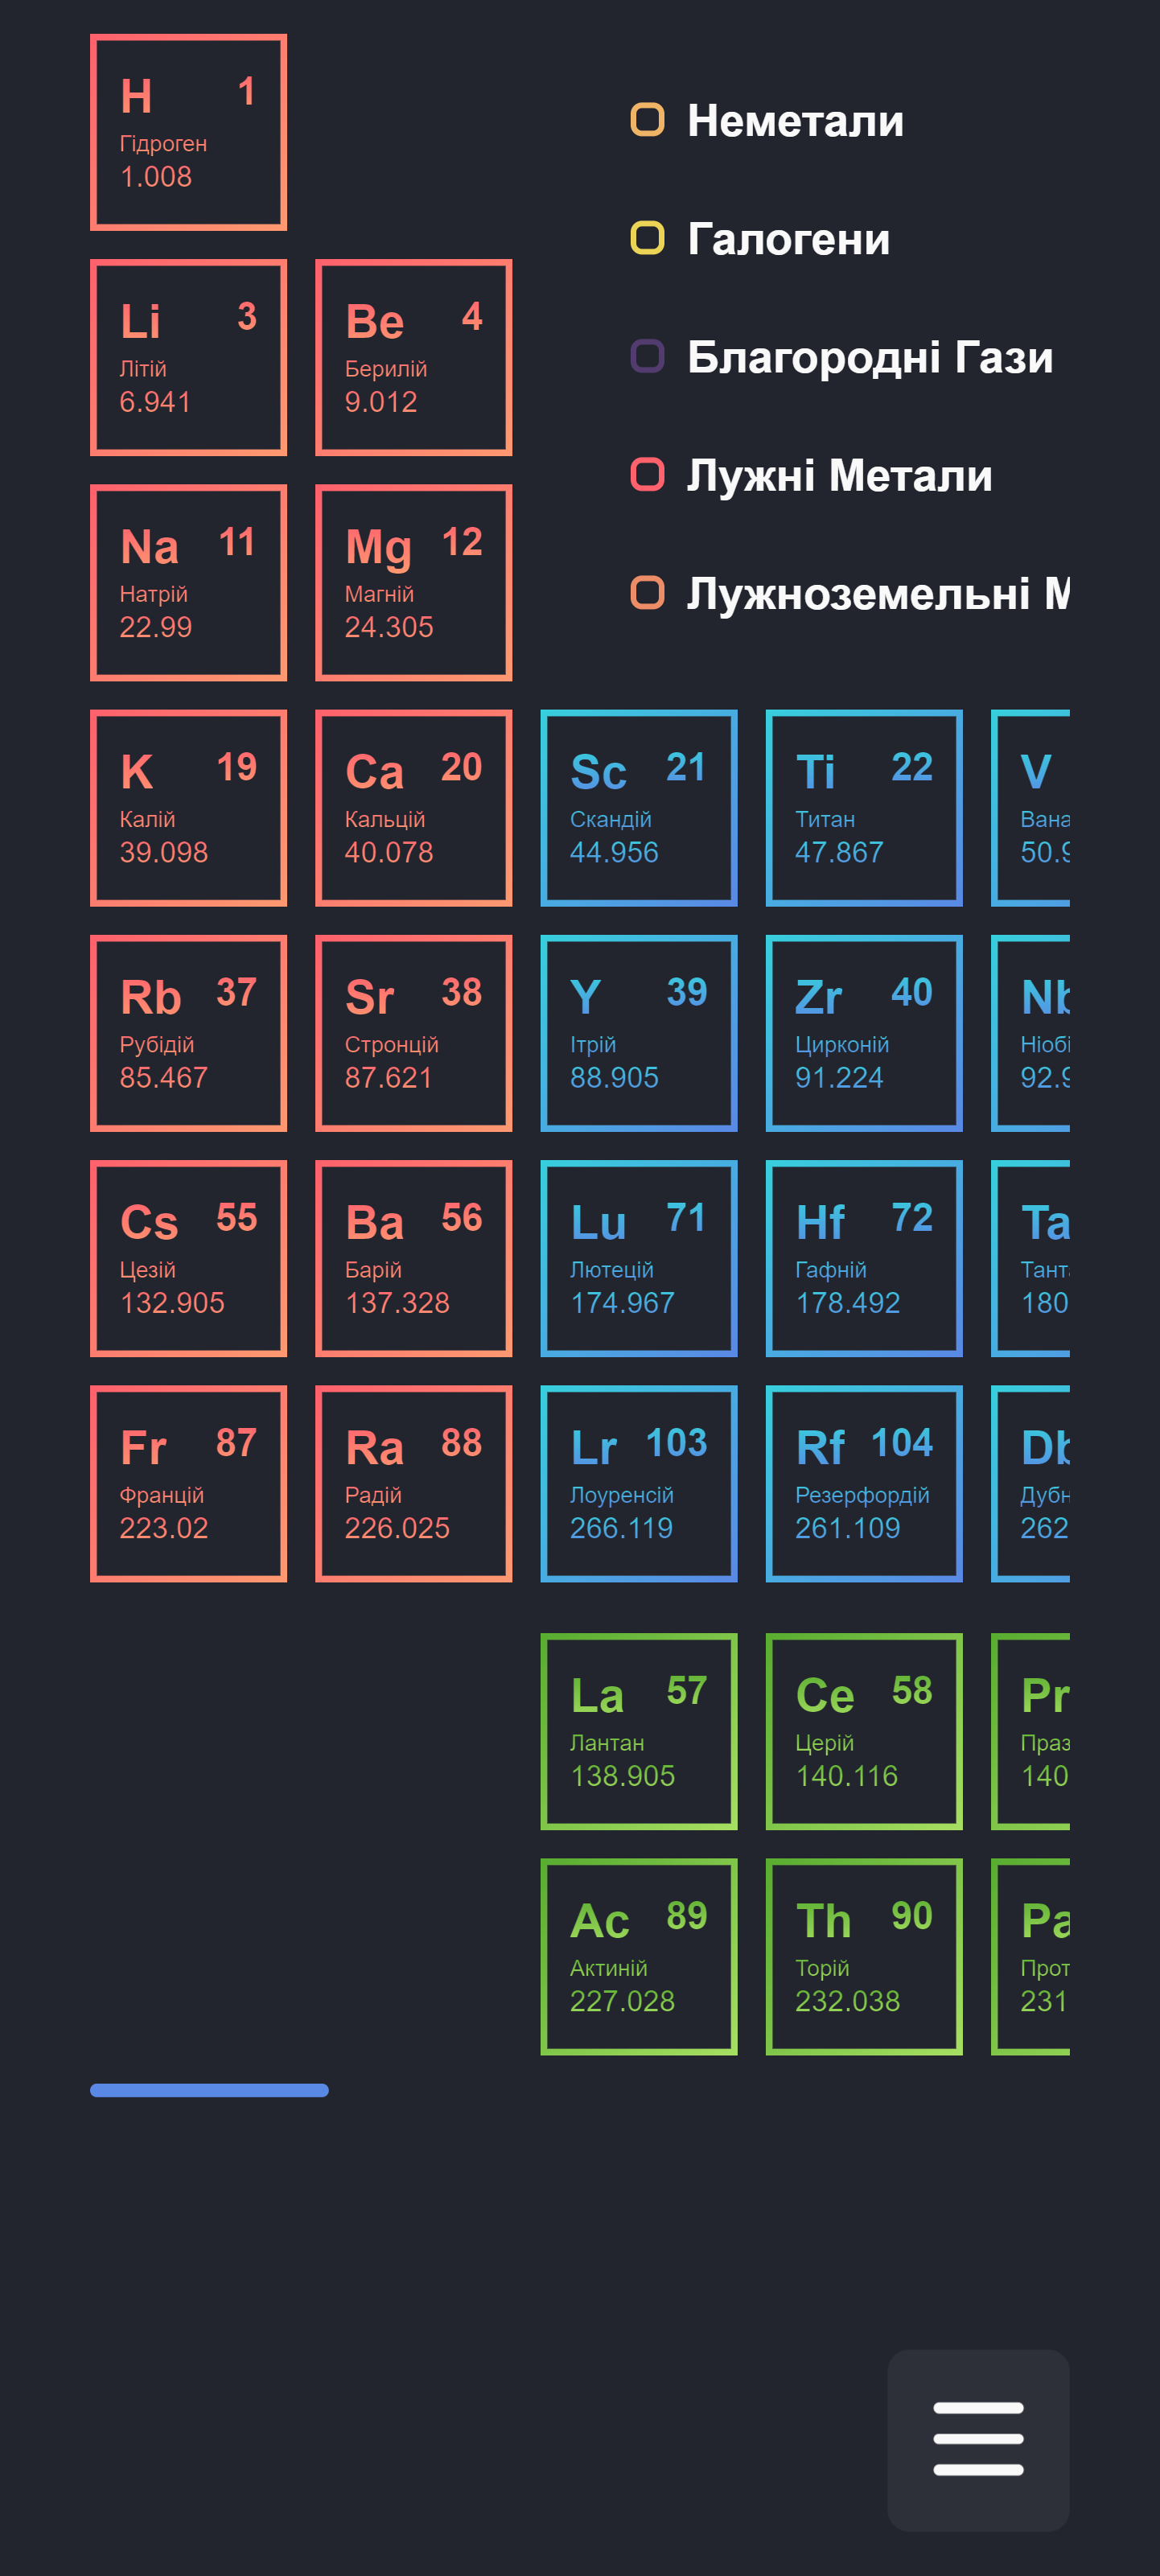 H 1
Гідроген
1.008
Неметали
Галогени
Благородні Гази
Лужні Метали
Лужноземельні М
Li 3
Літій
6.941
Be 4
Берилій
9.012
Na 11
Натрій
22.99
Mg 12
Магній
24.305
K 19
Калій
39.098
Ca 20
Кальцій
40.078
Sc 21
Скандій
44.956
Ti 22
Титан
47.867
V
Вана
50.9
Rb 37
Рубідій
85.467
Sr 38
Стронцій
87.621
Y 39
Ітрій
88.905
Zr 40
Цирконій
91.224
Nb
Ніобі
92.9
Cs 55
Цезій
132.905
Ba 56
Барій
137.328
Lu 71
Лютецій
174.967
Hf 72
Гафній
178.492
Ta
Тант
180
Fr 87
Францій
223.02
Ra 88
Радій
226.025
Lr 103
Лоуренсій
266.119
Rf 104
Резерфордій
261.109
Db
Дубн
262
La 57
Лантан
138.905
Ce 58
Церій
140.116
Pr
Праз
140
Ac 89
Актиній
227.028
Th 90
Торій
232.038
Pa
Прот
231